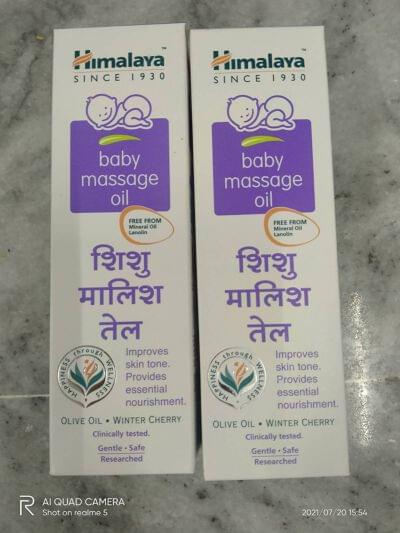 Himalaya™
SINCE 1930
baby
massage
oil
FREE FROM
Mineral Oil
Lanolin
शिशु
मालिश
तेल
HAPPINESS through WELLNESS
Improves
skin tone.
Provides
essential
nourishment.
OLIVE OIL • WINTER CHERRY
Clinically tested.
Gentle • Safe
Researched
Himalaya™
SINCE 1930
baby
massage
oil
FREE FROM
Mineral Oil
Lanolin
शिशु
मालिश
तेल
HAPPINESS through WELLNESS
Improves
skin tone.
Provides
essential
nourishment.
OLIVE OIL • WINTER CHERRY
Clinically tested.
Gentle • Safe
Researched
R AI QUAD CAMERA
Shot on realme 5
2021/07/20 15:54